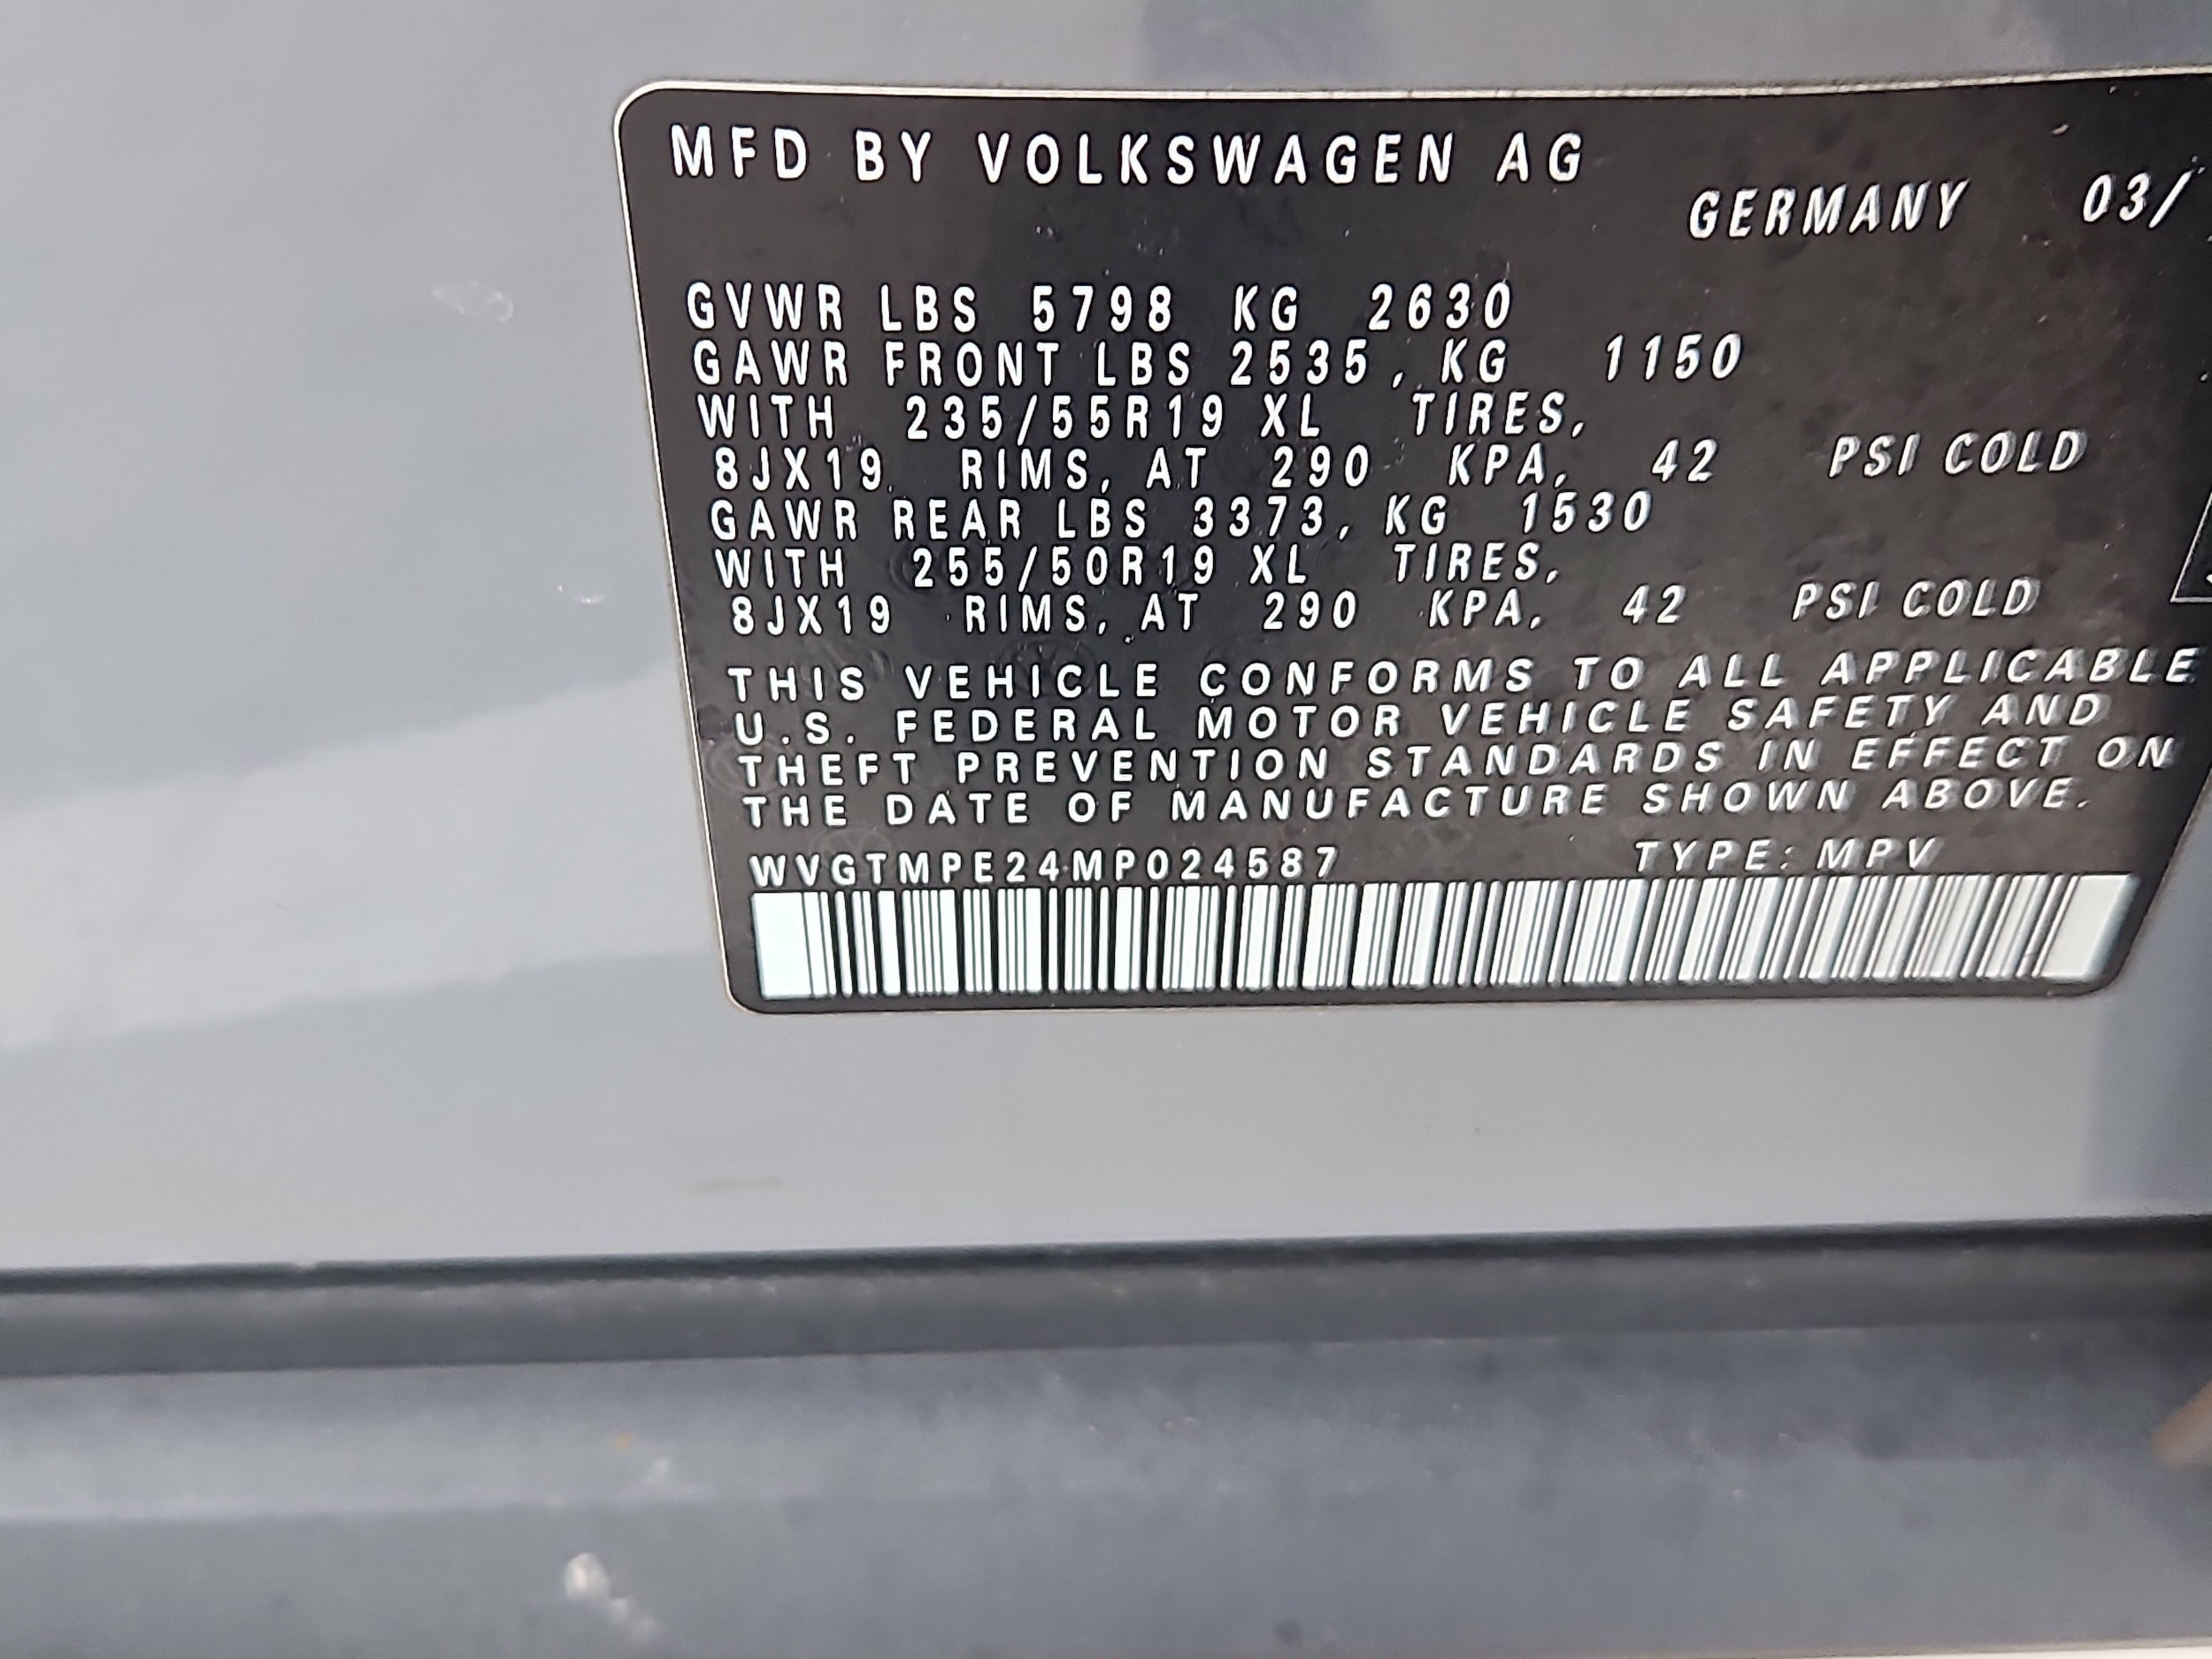 MFD BY VOLKSWAGEN AG
GERMANY 03/
GVWR LBS 5798 KG 2630
GAWR FRONT LBS 2535, KG 1150
WITH 235/55R19 XL TIRES,
8JX19 RIMS, AT 290 KPA, 42 PSI COLD
GAWR REAR LBS 3373, KG 1530
WITH 255/50R19 XL TIRES,
8JX19 RIMS, AT 290 KPA, 42 PSI COLD
THIS VEHICLE CONFORMS TO ALL APPLICABLE
U.S. FEDERAL MOTOR VEHICLE SAFETY AND
THEFT PREVENTION STANDARDS IN EFFECT ON
THE DATE OF MANUFACTURE SHOWN ABOVE.
WVGTMPE24MP024587 TYPE: MPV